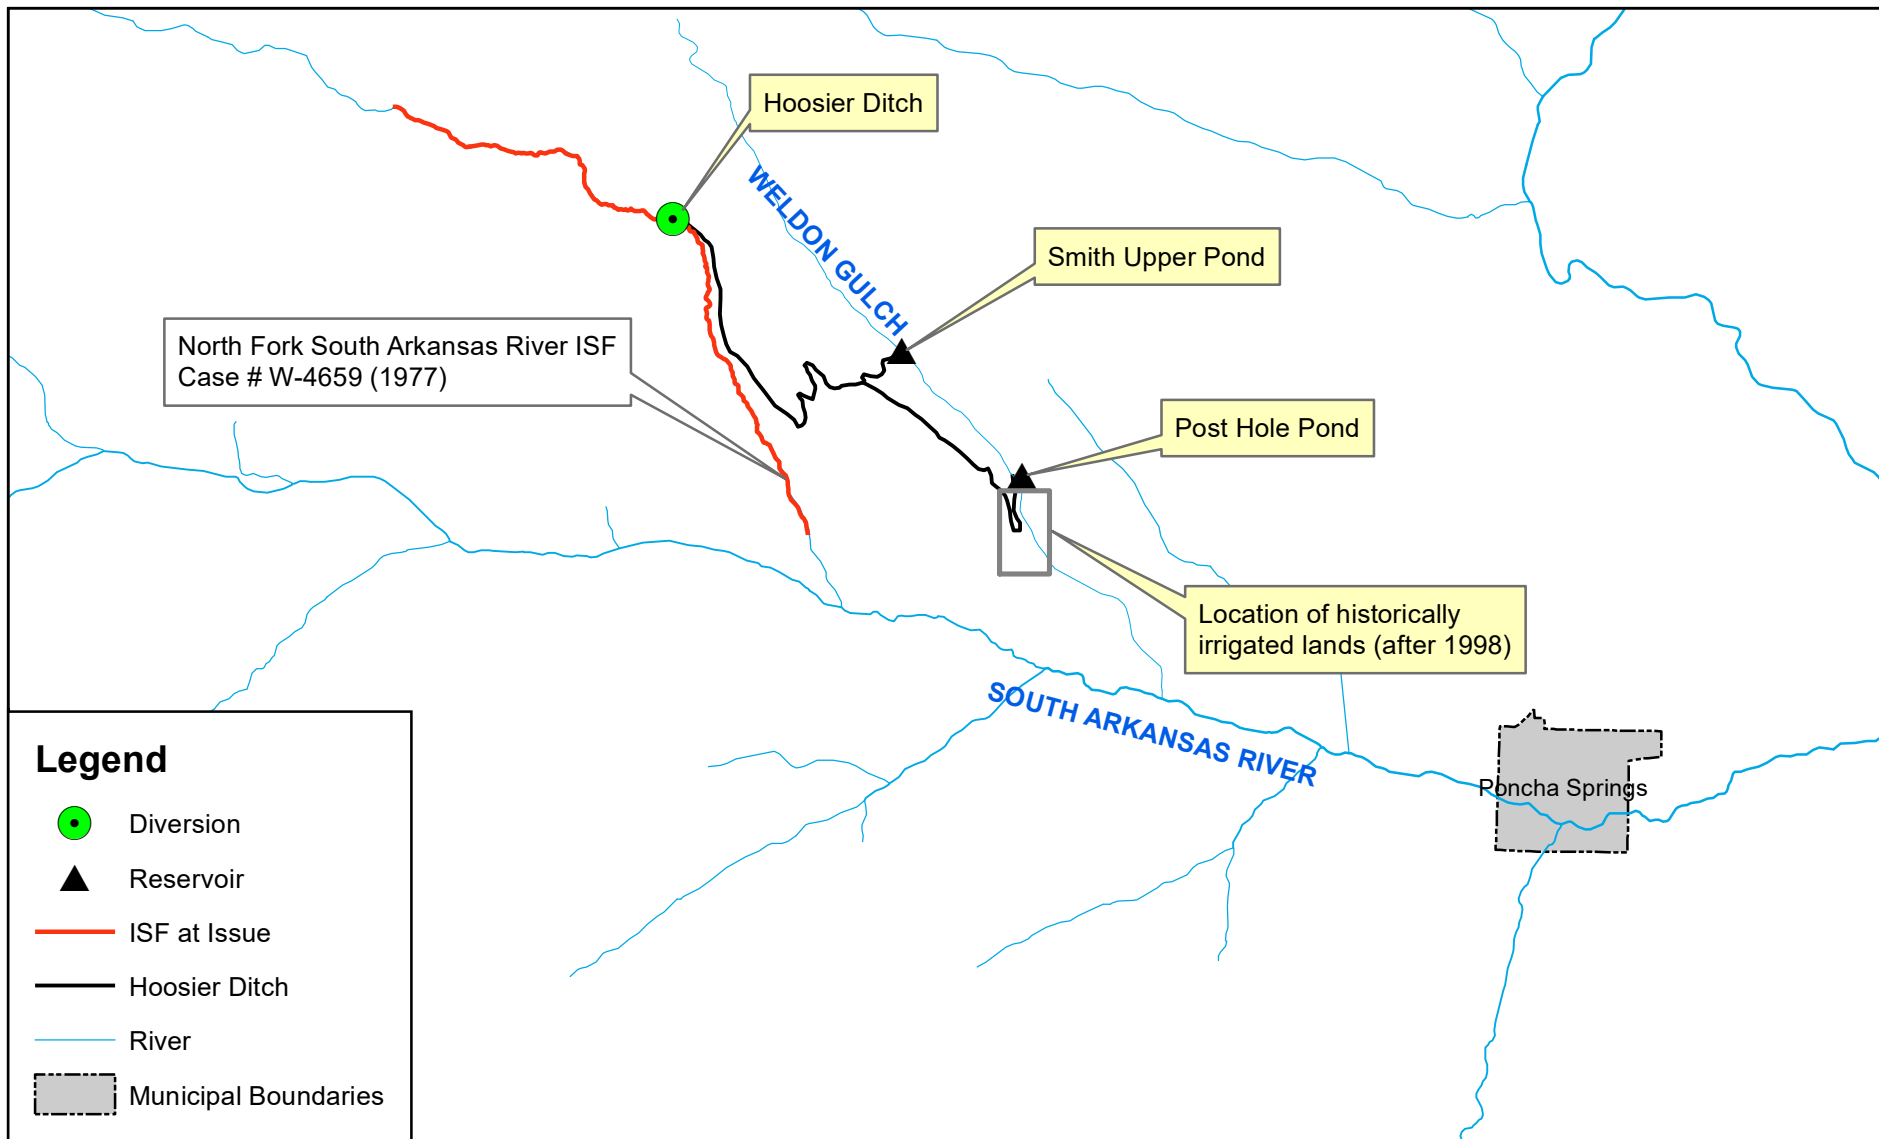 Hoosier Ditch
WELDON GULCH
Smith Upper Pond
North Fork South Arkansas River ISF
Case # W-4659 (1977)
Post Hole Pond
Location of historically
irrigated lands (after 1998)
SOUTH ARKANSAS RIVER
Poncha Springs
Legend
Diversion
Reservoir
ISF at Issue
Hoosier Ditch
River
Municipal Boundaries